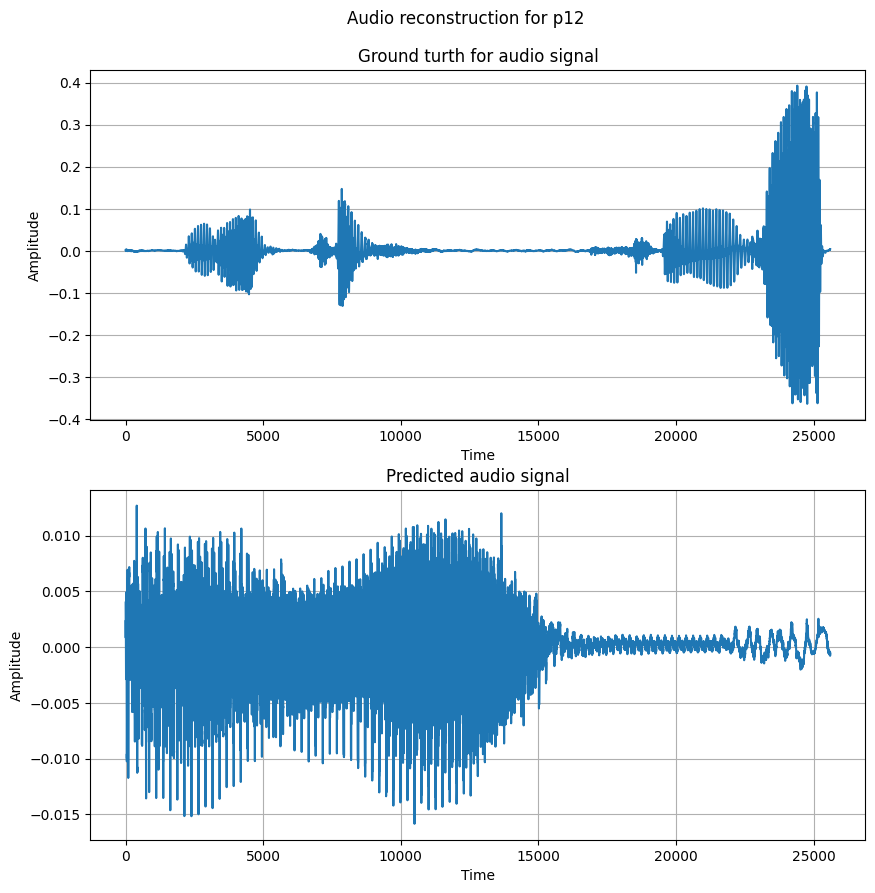 Audio reconstruction for p12
Ground turth for audio signal
0.4
0.3
0.2
0.1
0.0
−0.1
−0.2
−0.3
−0.4
Amplitude
0 5000 10000 15000 20000 25000
Time
Predicted audio signal
0.010
0.005
0.000
−0.005
−0.010
−0.015
Amplitude
0 5000 10000 15000 20000 25000
Time